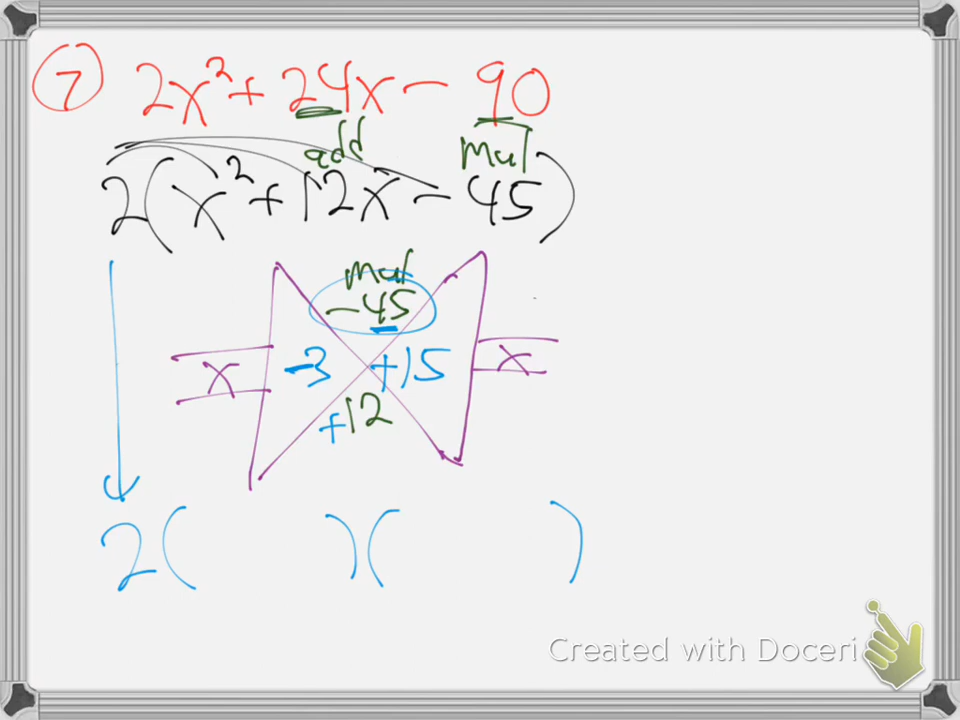 7 2x² + 24x - 90
add mul
2(x² + 12x - 45)
mul
-45
x -3 +15 x
+12
2( )( )
Created with Doceri